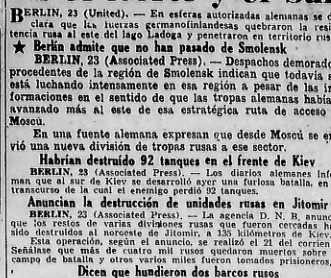 BERLIN, 23 (United). — En esferas autorizadas alemanas se d
clara que las fuerzas germanofinlandesas quebraron la resi
tencia rusa al este del lago Ladoga y penetraron en territorio rus
★ Berlín admite que no han pasado de Smolensk
BERLIN, 23 (Associated Press). — Despachos demorado
procedentes de la región de Smolensk indican que todavía s
está luchando intensamente en esa región a pesar de las in
formaciones en el sentido de que las tropas alemanas había
avanzado más al este de esa estratégica ruta de acceso
Moscú.
En una fuente alemana expresan que desde Moscú se en
vió una nueva división de tropas rusas a ese sector.
Habrían destruído 92 tanques en el frente de Kiev
BERLIN, 23 (Associated Press). — Los diarios alemanes infor
man que al sur de Kiev se desarrolló ayer una furiosa batalla, en
transcurso de la cual el enemigo perdió 92 tanques.
Anuncian la destrucción de unidades rusas en Jitomir
BERLIN, 23 (Associated Press). — La agencia D. N. B. anunc
que los restos de varias divisiones rusas que fueron cercadas ha
sido destruídos al noroeste de Jitomir, a 135 kilómetros de Kiev.
Esta operación, según el anuncio, se realizó el 21 del corrien
Señálase que más de cuatro mil rusos quedaron muertos sobre
campo de batalla y otros varios miles fueron tomados prisioneros.
Dicen que hundieron dos barcos rusos